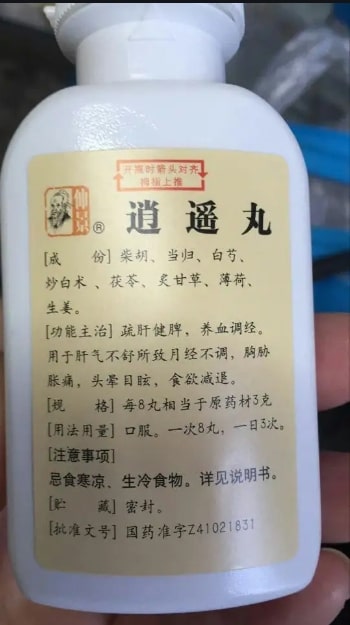 开瓶时箭头对齐
拇指上推
仲景
®
逍遥丸
[成 份] 柴胡、当归、白芍、
炒白术、茯苓、炙甘草、薄荷、
生姜。
[功能主治] 疏肝健脾，养血调经。
用于肝气不舒所致月经不调，胸胁
胀痛，头晕目眩，食欲减退。
[规 格] 每8丸相当于原药材3克
[用法用量] 口服。一次8丸，一日3次。
[注意事项]
忌食寒凉、生冷食物。详见说明书。
[贮 藏] 密封。
[批准文号] 国药准字Z41021831